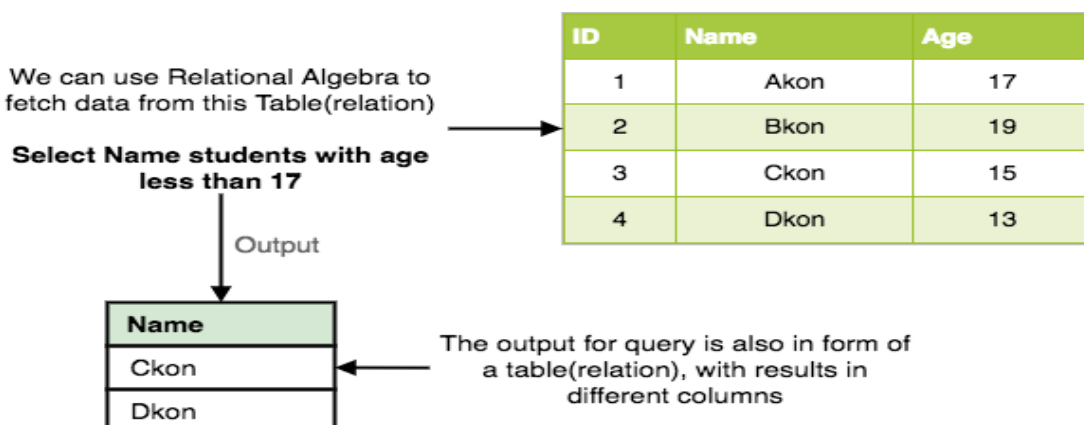 We can use Relational Algebra to
fetch data from this Table(relation)
Select Name students with age
less than 17
Output
ID Name Age
1 Akon 17
2 Bkon 19
3 Ckon 15
4 Dkon 13
Name
Ckon
Dkon
The output for query is also in form of
a table(relation), with results in
different columns